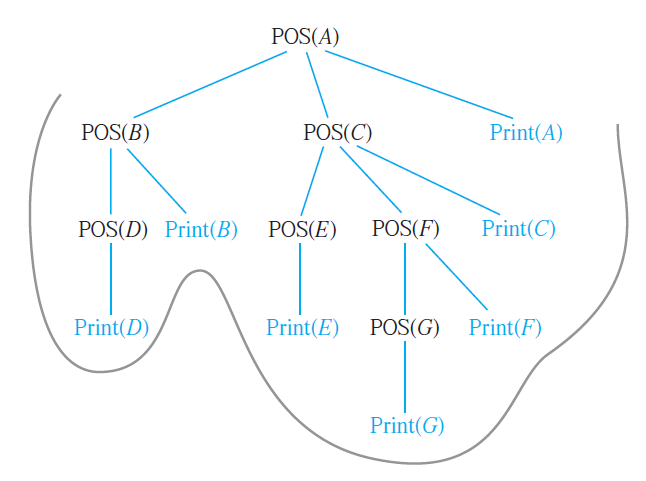 POS(A)
POS(B) POS(C) Print(A)
POS(D) Print(B) POS(E) POS(F) Print(C)
Print(D) Print(E) POS(G) Print(F)
Print(G)